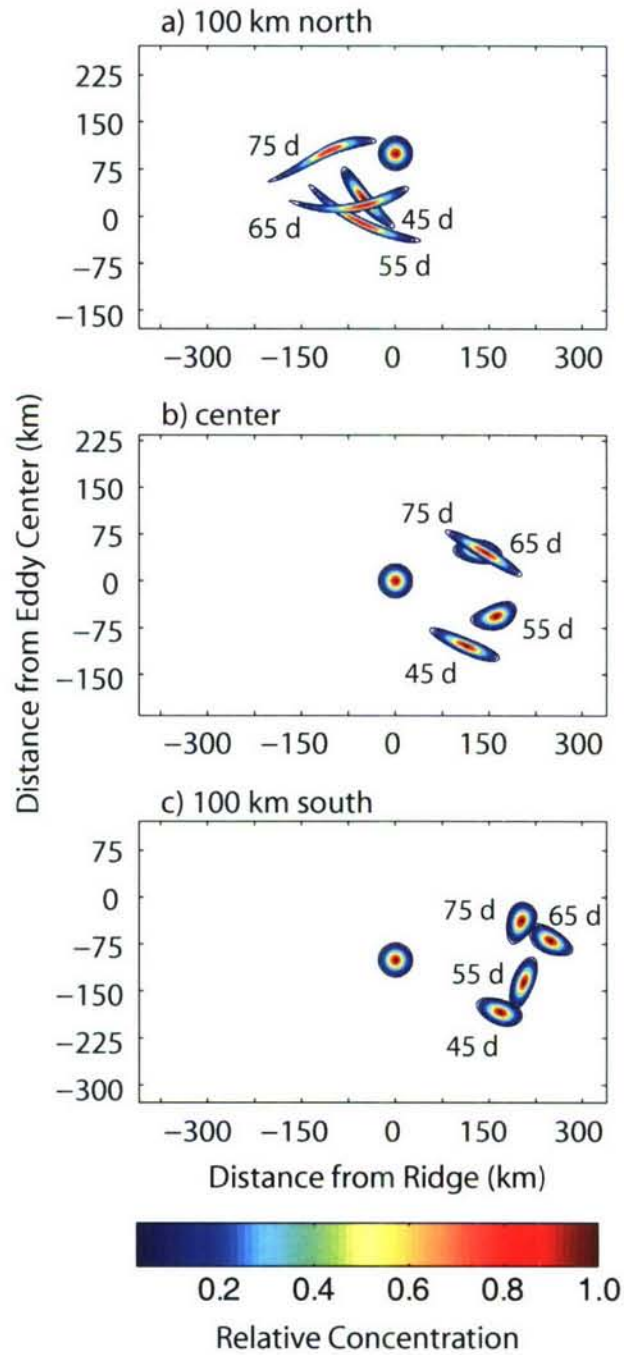 a) 100 km north
225
150
75
0
−75
−150
75 d
65 d
45 d
55 d
−300 −150 0 150 300
Distance from Eddy Center (km)
b) center
225
150
75
0
−75
−150
75 d
65 d
55 d
45 d
−300 −150 0 150 300
c) 100 km south
75
0
−75
−150
−225
−300
75 d
65 d
55 d
45 d
−300 −150 0 150 300
Distance from Ridge (km)
0.2 0.4 0.6 0.8 1.0
Relative Concentration